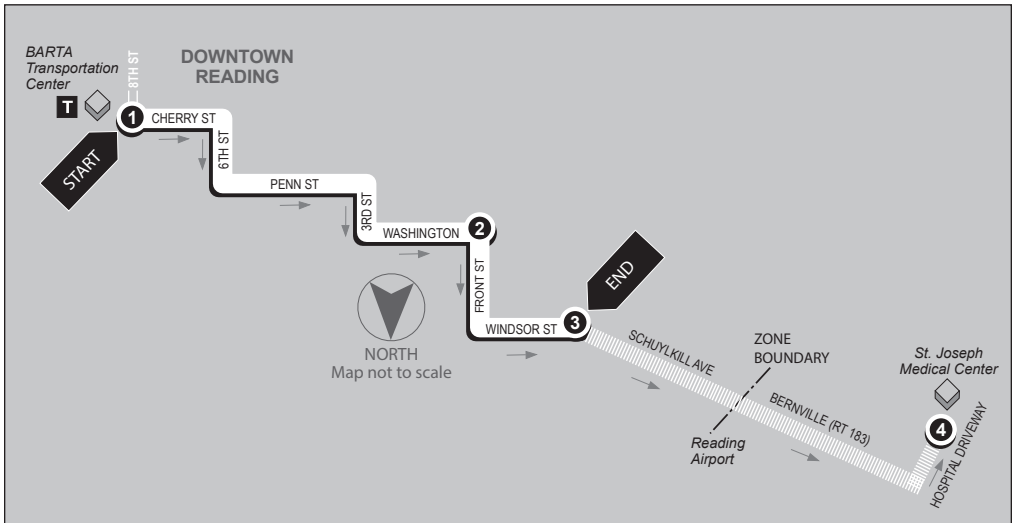 BARTA
Transportation
Center
T
8TH ST
DOWNTOWN
READING
1
CHERRY ST
START
6TH ST
PENN ST
3RD ST
WASHINGTON
2
FRONT ST
END
WINDSOR ST
3
NORTH
Map not to scale
SCHUYLKILL AVE
ZONE
BOUNDARY
Reading
Airport
BERNVILLE (RT 183)
St. Joseph
Medical Center
4
HOSPITAL DRIVEWAY